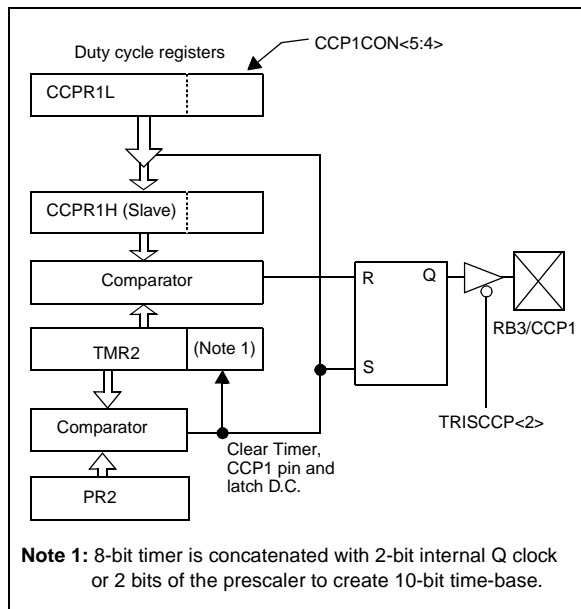 Duty cycle registers
CCP1CON<5:4>
CCPR1L
CCPR1H (Slave)
Comparator
R
Q
RB3/CCP1
TMR2
(Note 1)
S
TRISCCP<2>
Comparator
Clear Timer,
CCP1 pin and
latch D.C.
PR2
Note 1: 8-bit timer is concatenated with 2-bit internal Q clock
or 2 bits of the prescaler to create 10-bit time-base.